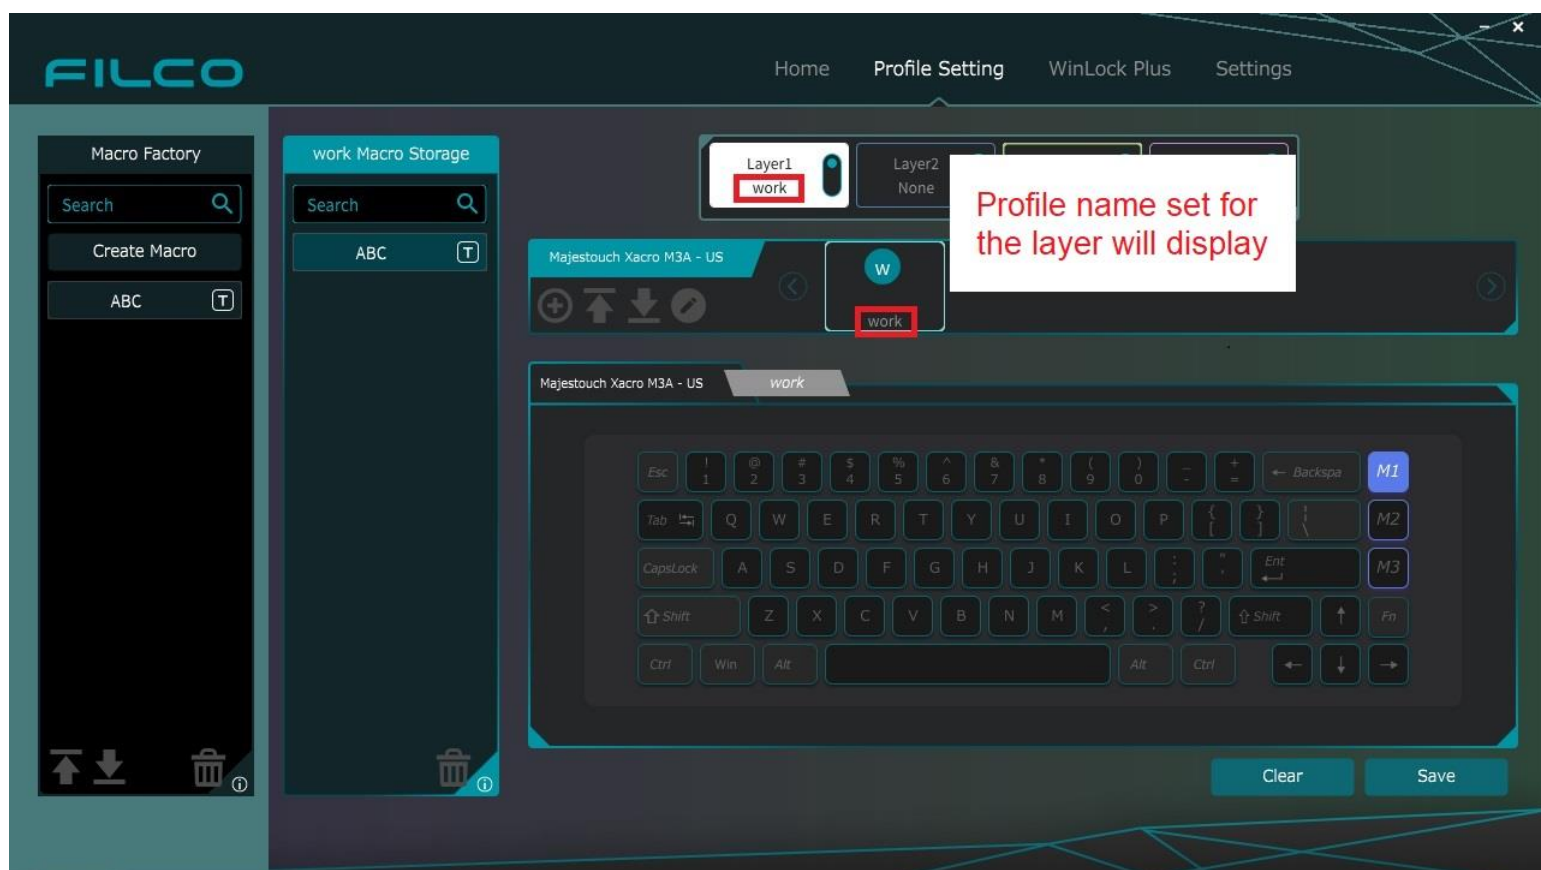 FILCO
Home Profile Setting WinLock Plus Settings
Macro Factory
Search
Create Macro
ABC T
work Macro Storage
Search
ABC T
Layer1
work
Layer2
None
Profile name set for
the layer will display
Majestouch Xacro M3A - US
W
work
Majestouch Xacro M3A - US work
Esc ! 1 @ 2 # 3 $ 4 % 5 ^ 6 & 7 * 8 ( 9 ) 0 _ - + = ← Backspa M1
Tab Q W E R T Y U I O P { [ } ] ¦ \ M2
CapsLock A S D F G H J K L : ; " ' Ent M3
⇧ Shift Z X C V B N M < , > . ? / ⇧ Shift ↑ Fn
Ctrl Win Alt Alt Ctrl ← ↓ →
Clear Save